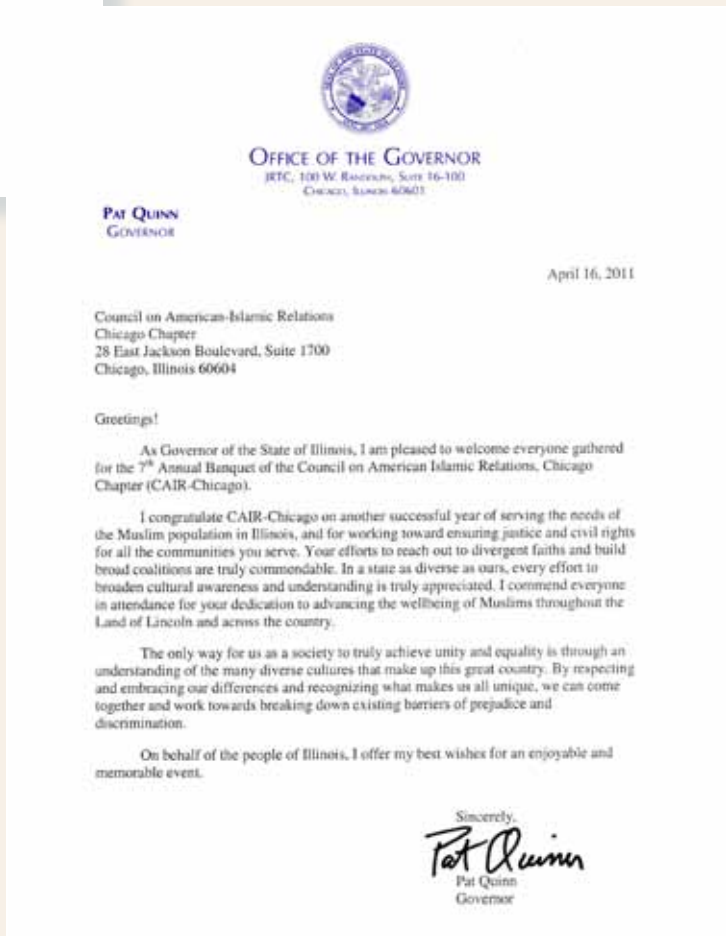 OFFICE OF THE GOVERNOR
JRTC, 100 W. RANDOLPH, SUITE 16-100
CHICAGO, ILLINOIS 60601
PAT QUINN
GOVERNOR
April 16, 2011
Council on American-Islamic Relations
Chicago Chapter
28 East Jackson Boulevard, Suite 1700
Chicago, Illinois 60604
Greetings!
As Governor of the State of Illinois, I am pleased to welcome everyone gathered
for the 7th Annual Banquet of the Council on American Islamic Relations, Chicago
Chapter (CAIR-Chicago).
I congratulate CAIR-Chicago on another successful year of serving the needs of
the Muslim population in Illinois, and for working toward ensuring justice and civil rights
for all the communities you serve. Your efforts to reach out to divergent faiths and build
broad coalitions are truly commendable. In a state as diverse as ours, every effort to
broaden cultural awareness and understanding is truly appreciated. I commend everyone
in attendance for your dedication to advancing the wellbeing of Muslims throughout the
Land of Lincoln and across the country.
The only way for us as a society to truly achieve unity and equality is through an
understanding of the many diverse cultures that make up this great country. By respecting
and embracing our differences and recognizing what makes us all unique, we can come
together and work towards breaking down existing barriers of prejudice and
discrimination.
On behalf of the people of Illinois, I offer my best wishes for an enjoyable and
memorable event.
Sincerely,
Pat Quinn
Pat Quinn
Governor